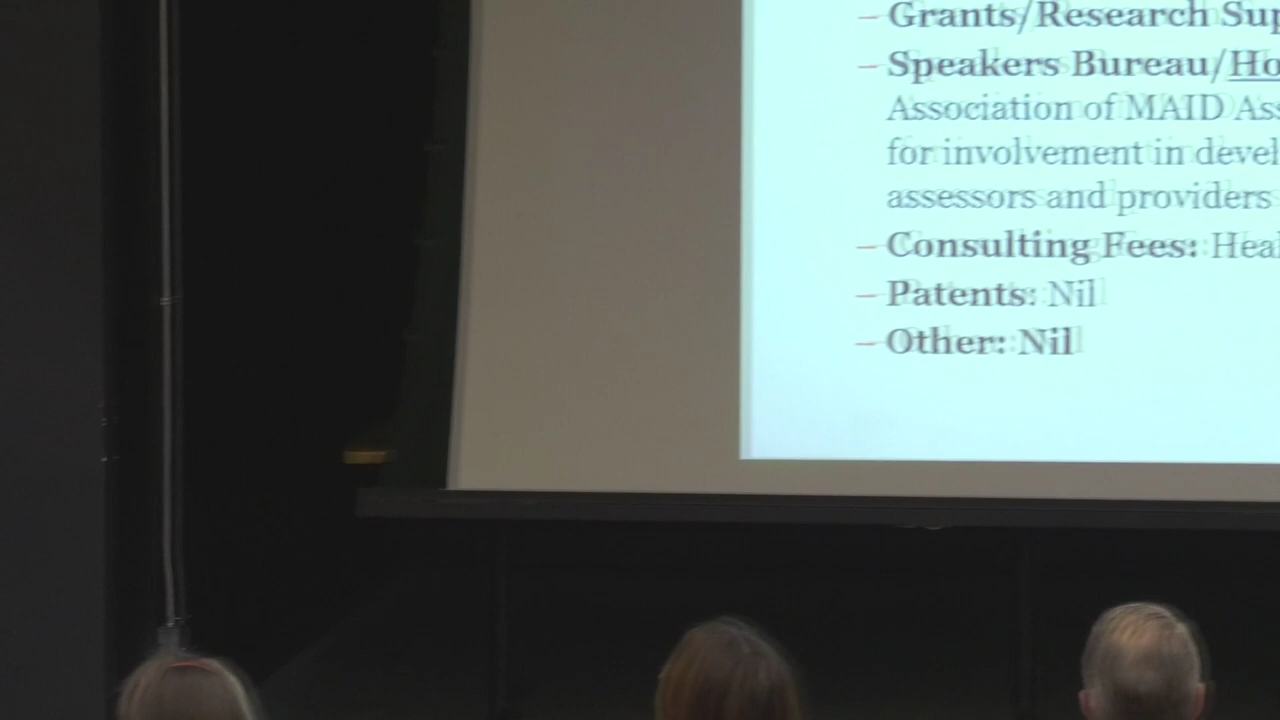 – Grants/Research
– Speakers Bureau/
Association of MAID
for involvement in
assessors and providers
– Consulting Fees:
– Patents: Nil
– Other: Nil